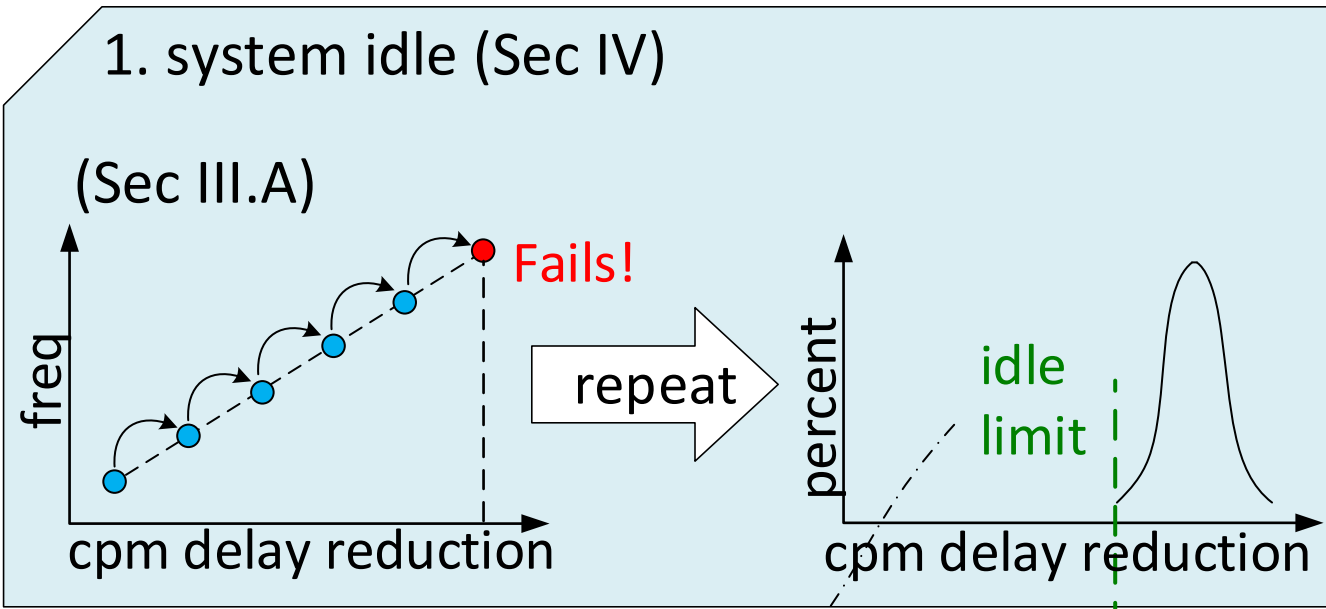 1. system idle (Sec IV)
(Sec III.A)
Fails!
freq
cpm delay reduction
repeat
percent
idle
limit
cpm delay reduction